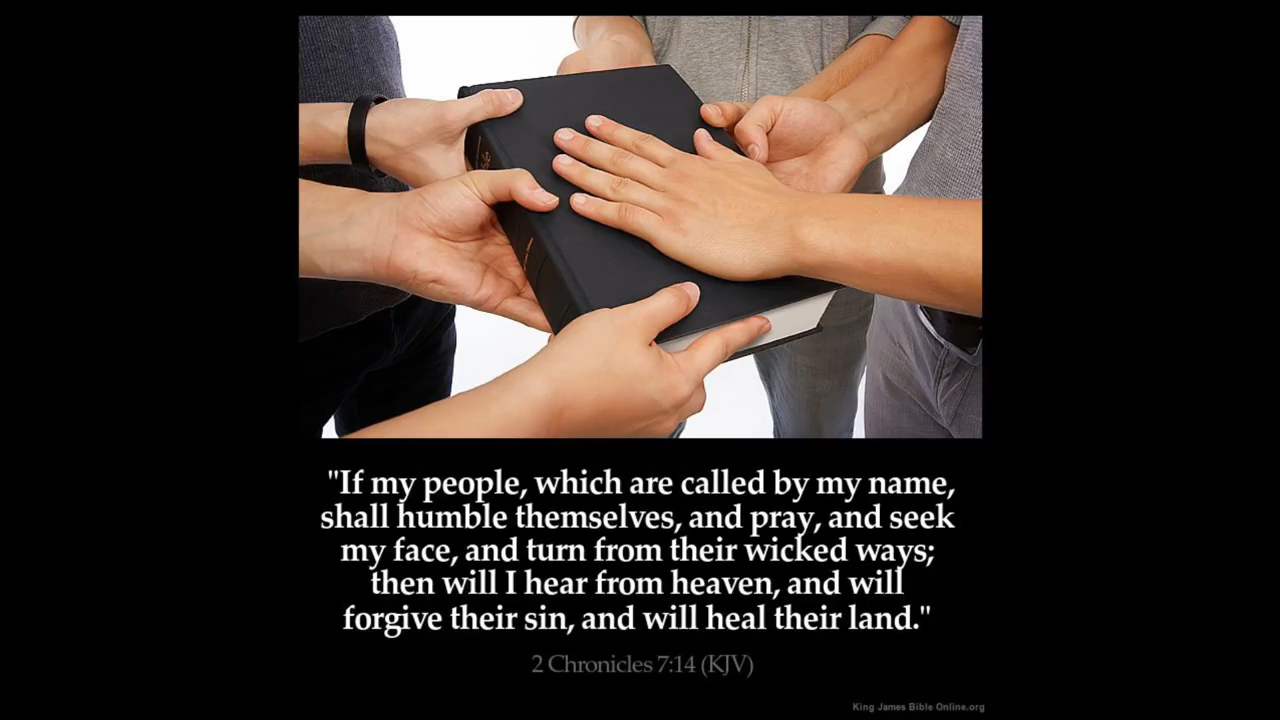 "If my people, which are called by my name,
shall humble themselves, and pray, and seek
my face, and turn from their wicked ways;
then will I hear from heaven, and will
forgive their sin, and will heal their land."
2 Chronicles 7:14 (KJV)
King James Bible Online.org